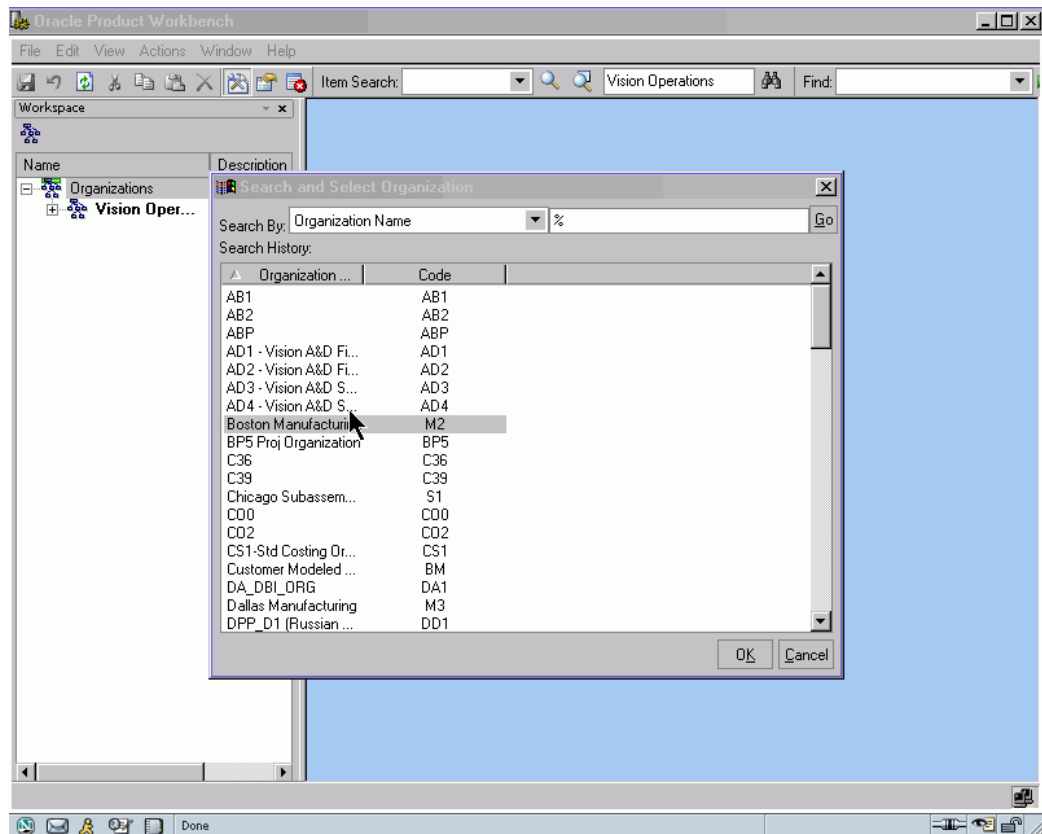 Oracle Product Workbench
File Edit View Actions Window Help
Item Search: Vision Operations Find:
Workspace
Name Description
Organizations
Vision Oper...
Search and Select Organization
Search By: Organization Name % Go
Search History:
Organization ... Code
AB1 AB1
AB2 AB2
ABP ABP
AD1 - Vision A&D Fi... AD1
AD2 - Vision A&D Fi... AD2
AD3 - Vision A&D S... AD3
AD4 - Vision A&D S... AD4
Boston Manufacturin M2
BP5 Proj Organization BP5
C36 C36
C39 C39
Chicago Subassem... S1
CO0 CO0
CO2 CO2
CS1-Std Costing Or... CS1
Customer Modeled ... BM
DA_DBI_ORG DA1
Dallas Manufacturing M3
DPP_D1 (Russian ... DD1
OK Cancel
Done